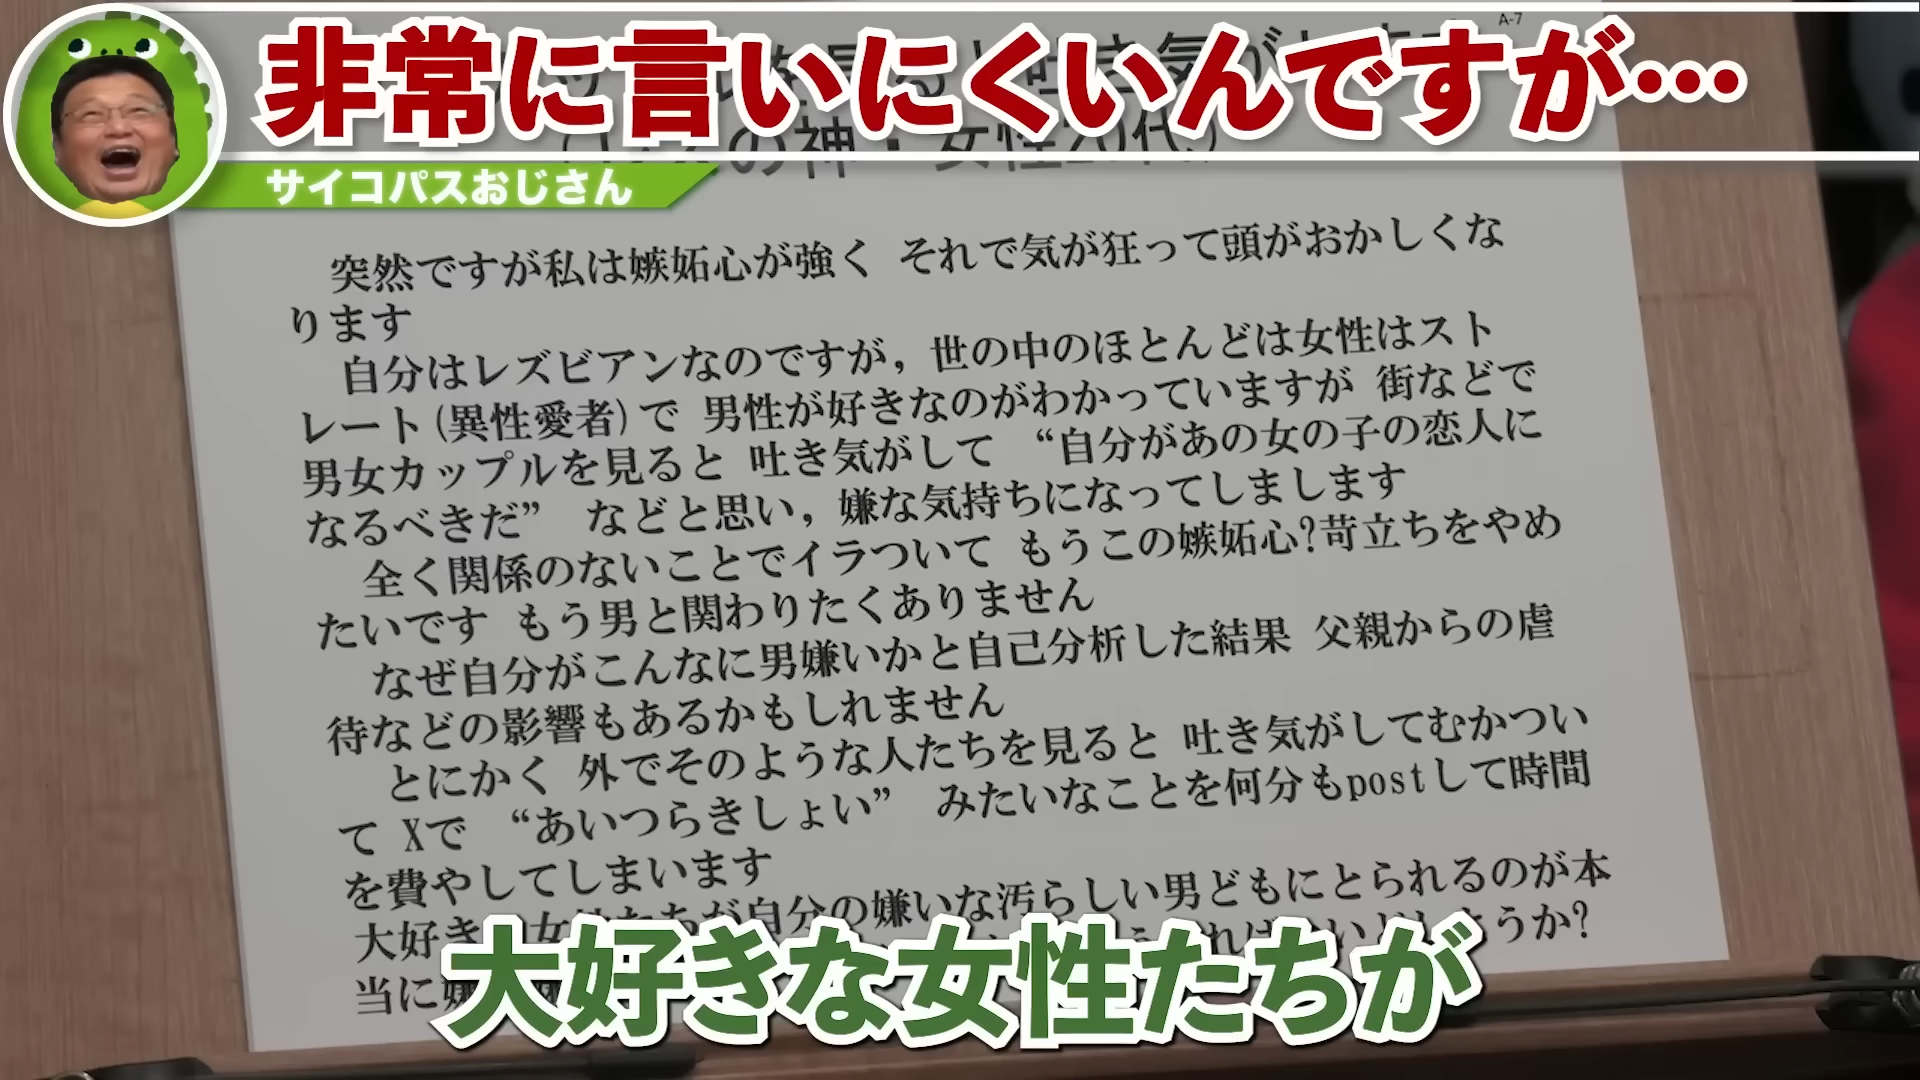 A-7
非常に言いにくいんですが…
の神・女性20代)
サイコパスおじさん
突然ですが私は嫉妬心が強く それで気が狂って頭がおかしくな
ります
自分はレズビアンなのですが，世の中のほとんどは女性はスト
レート(異性愛者)で 男性が好きなのがわかっていますが 街などで
男女カップルを見ると 吐き気がして “自分があの女の子の恋人に
なるべきだ” などと思い，嫌な気持ちになってしまします
全く関係のないことでイラついて もうこの嫉妬心?苛立ちをやめ
たいです もう男と関わりたくありません
なぜ自分がこんなに男嫌いかと自己分析した結果 父親からの虐
待などの影響もあるかもしれません
とにかく 外でそのような人たちを見ると 吐き気がしてむかつい
て Xで “あいつらきしょい” みたいなことを何分もpostして時間
を費やしてしまいます
大好き 自分の嫌いな汚らしい男どもにとられるのが本
当に うか?
大好きな女性たちが